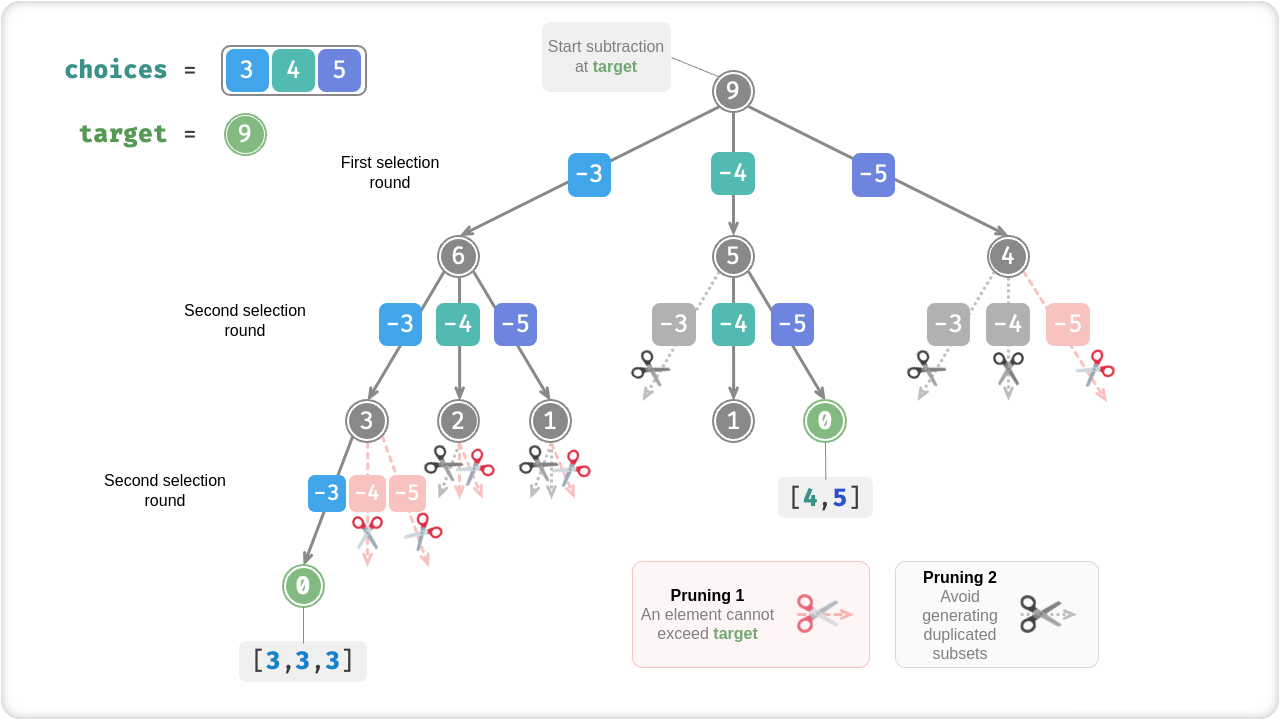 Start subtraction
at target
choices = 3 4 5
9
target = 9
First selection
round
-3 -4 -5
6 5 4
Second selection
round
-3 -4 -5 -3 -4 -5 -3 -4 -5
3 2 1 1 0
Second selection
round
-3 -4 -5
[4,5]
0
[3,3,3]
Pruning 1
An element cannot
exceed target
Pruning 2
Avoid
generating
duplicated
subsets